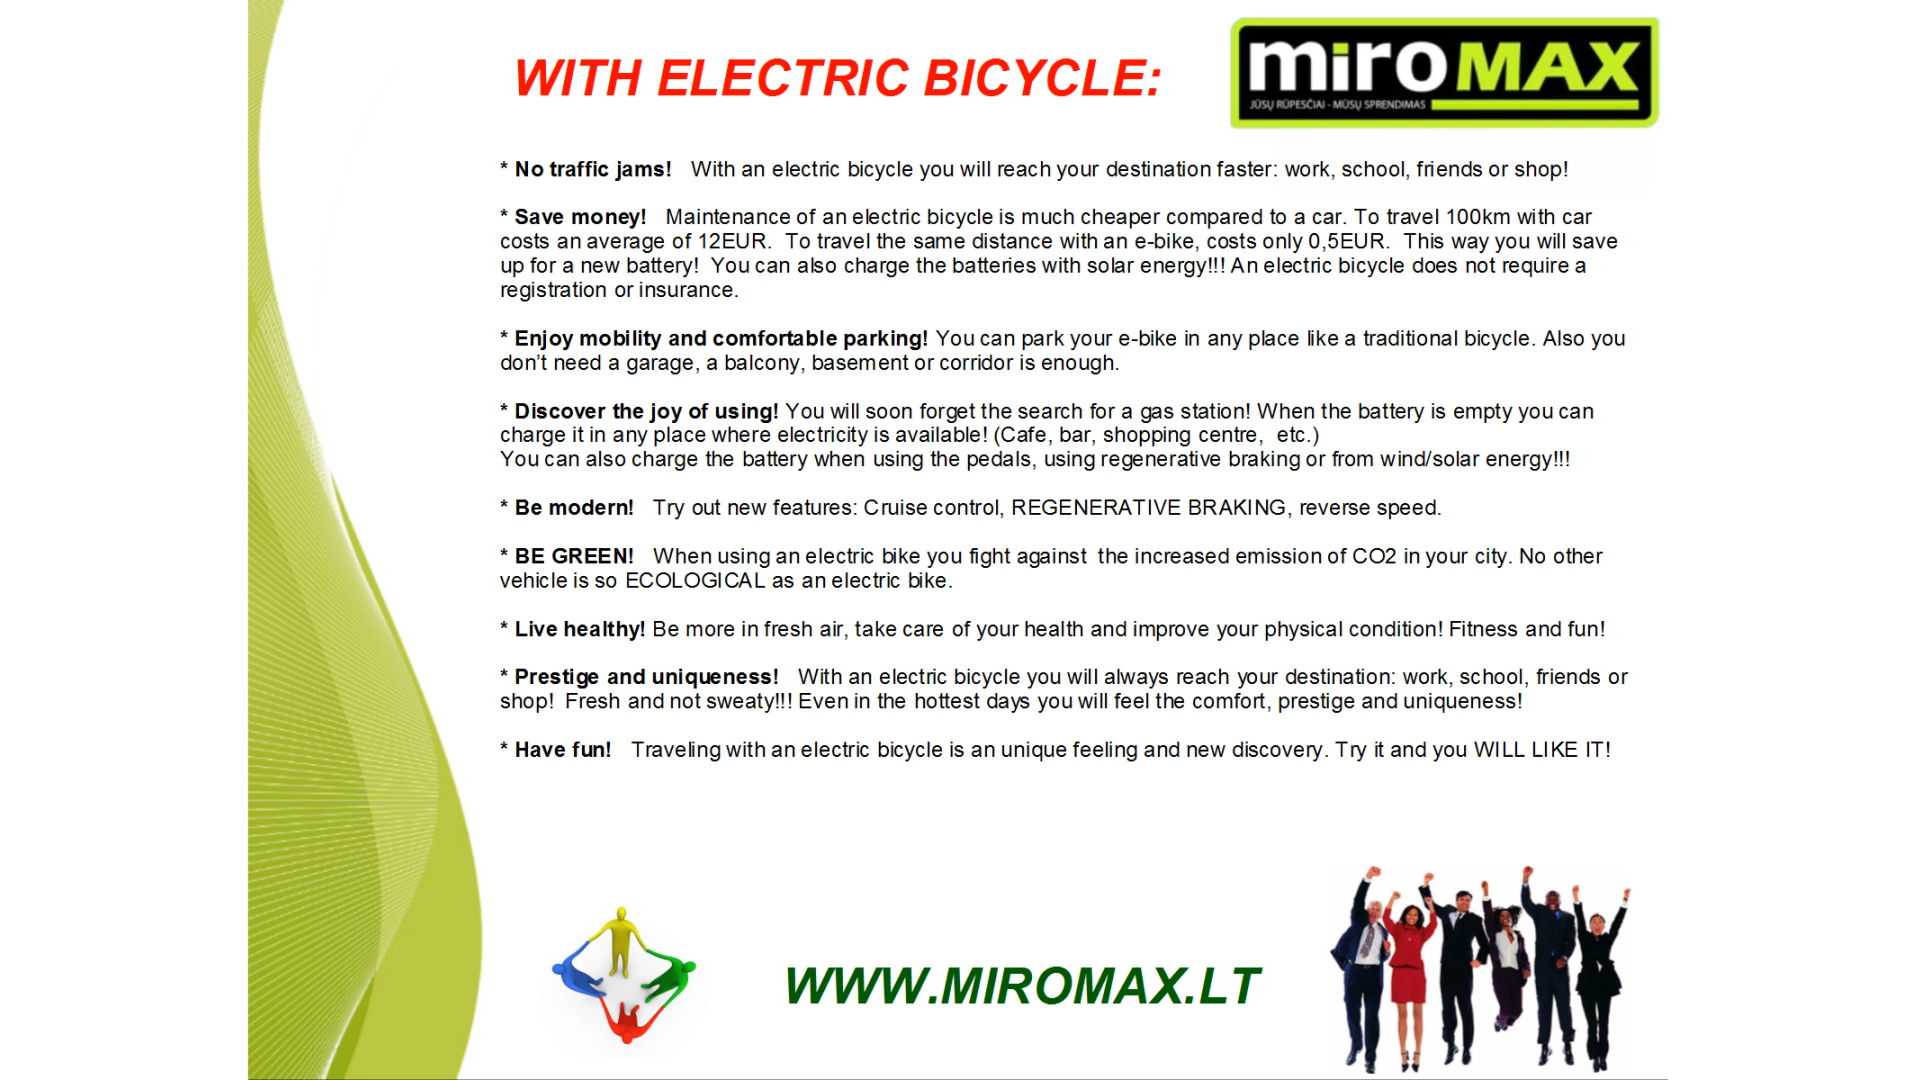 WITH ELECTRIC BICYCLE:
miroMAX
JŪSŲ RŪPESČIAI - MŪSŲ SPRENDIMAS
* No traffic jams!   With an electric bicycle you will reach your destination faster: work, school, friends or shop!
* Save money!   Maintenance of an electric bicycle is much cheaper compared to a car. To travel 100km with car
costs an average of 12EUR.  To travel the same distance with an e-bike, costs only 0,5EUR.  This way you will save
up for a new battery!  You can also charge the batteries with solar energy!!! An electric bicycle does not require a
registration or insurance.
* Enjoy mobility and comfortable parking! You can park your e-bike in any place like a traditional bicycle. Also you
don't need a garage, a balcony, basement or corridor is enough.
* Discover the joy of using! You will soon forget the search for a gas station! When the battery is empty you can
charge it in any place where electricity is available! (Cafe, bar, shopping centre,  etc.)
You can also charge the battery when using the pedals, using regenerative braking or from wind/solar energy!!!
* Be modern!   Try out new features: Cruise control, REGENERATIVE BRAKING, reverse speed.
* BE GREEN!   When using an electric bike you fight against  the increased emission of CO2 in your city. No other
vehicle is so ECOLOGICAL as an electric bike.
* Live healthy! Be more in fresh air, take care of your health and improve your physical condition! Fitness and fun!
* Prestige and uniqueness!   With an electric bicycle you will always reach your destination: work, school, friends or
shop!  Fresh and not sweaty!!! Even in the hottest days you will feel the comfort, prestige and uniqueness!
* Have fun!   Traveling with an electric bicycle is an unique feeling and new discovery. Try it and you WILL LIKE IT!
WWW.MIROMAX.LT